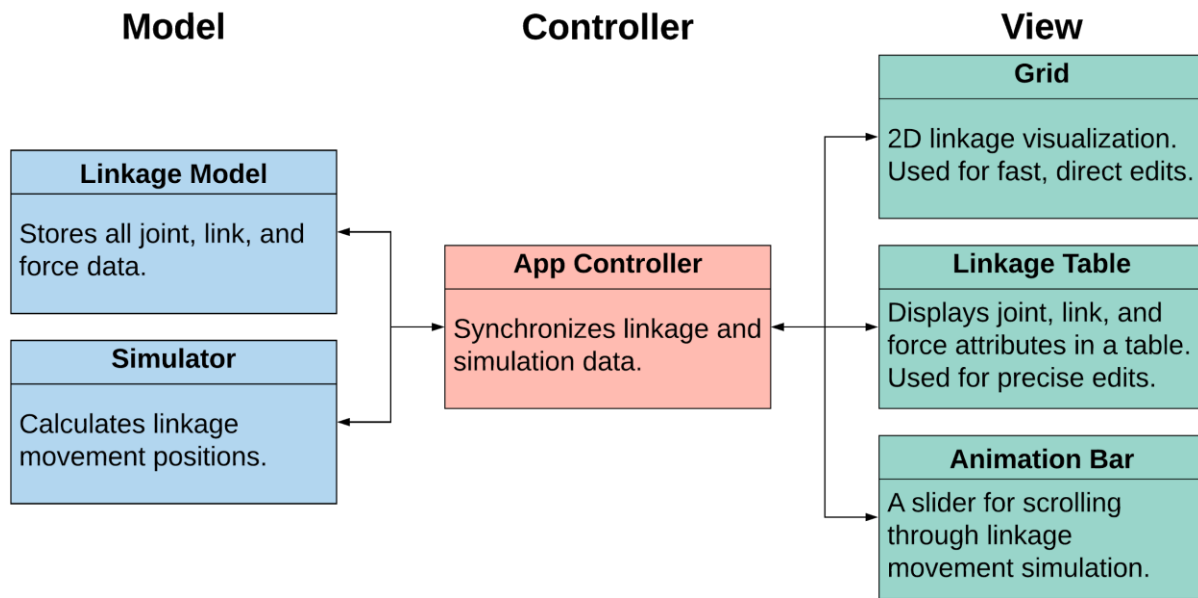 Model
Controller
View
Linkage Model
Stores all joint, link, and
force data.
Simulator
Calculates linkage
movement positions.
App Controller
Synchronizes linkage and
simulation data.
Grid
2D linkage visualization.
Used for fast, direct edits.
Linkage Table
Displays joint, link, and
force attributes in a table.
Used for precise edits.
Animation Bar
A slider for scrolling
through linkage
movement simulation.